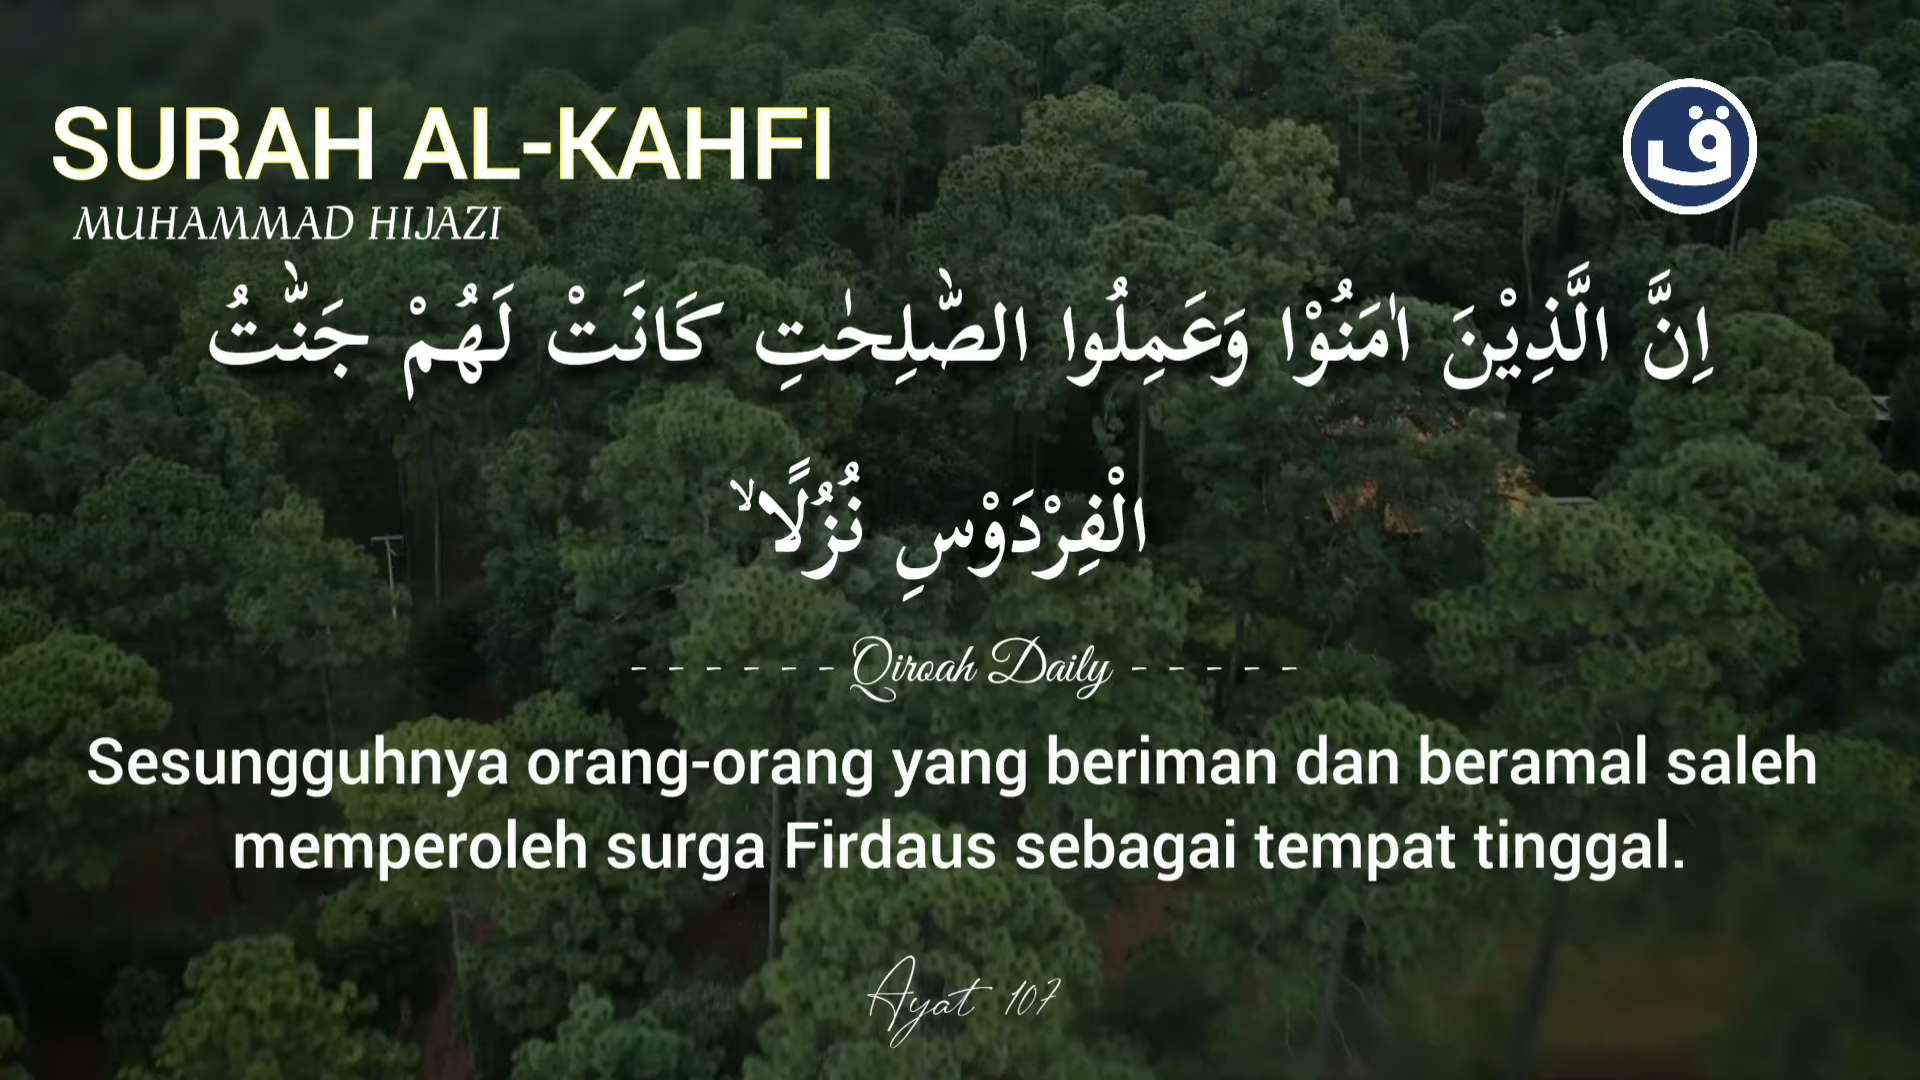 SURAH AL-KAHFI
ق
MUHAMMAD HIJAZI
اِنَّ الَّذِيْنَ اٰمَنُوْا وَعَمِلُوا الصّٰلِحٰتِ كَانَتْ لَهُمْ جَنّٰتُ
الْفِرْدَوْسِ نُزُلًاۙ
- - - - - - Qiroah Daily - - - - -
Sesungguhnya orang-orang yang beriman dan beramal saleh
memperoleh surga Firdaus sebagai tempat tinggal.
Ayat 107